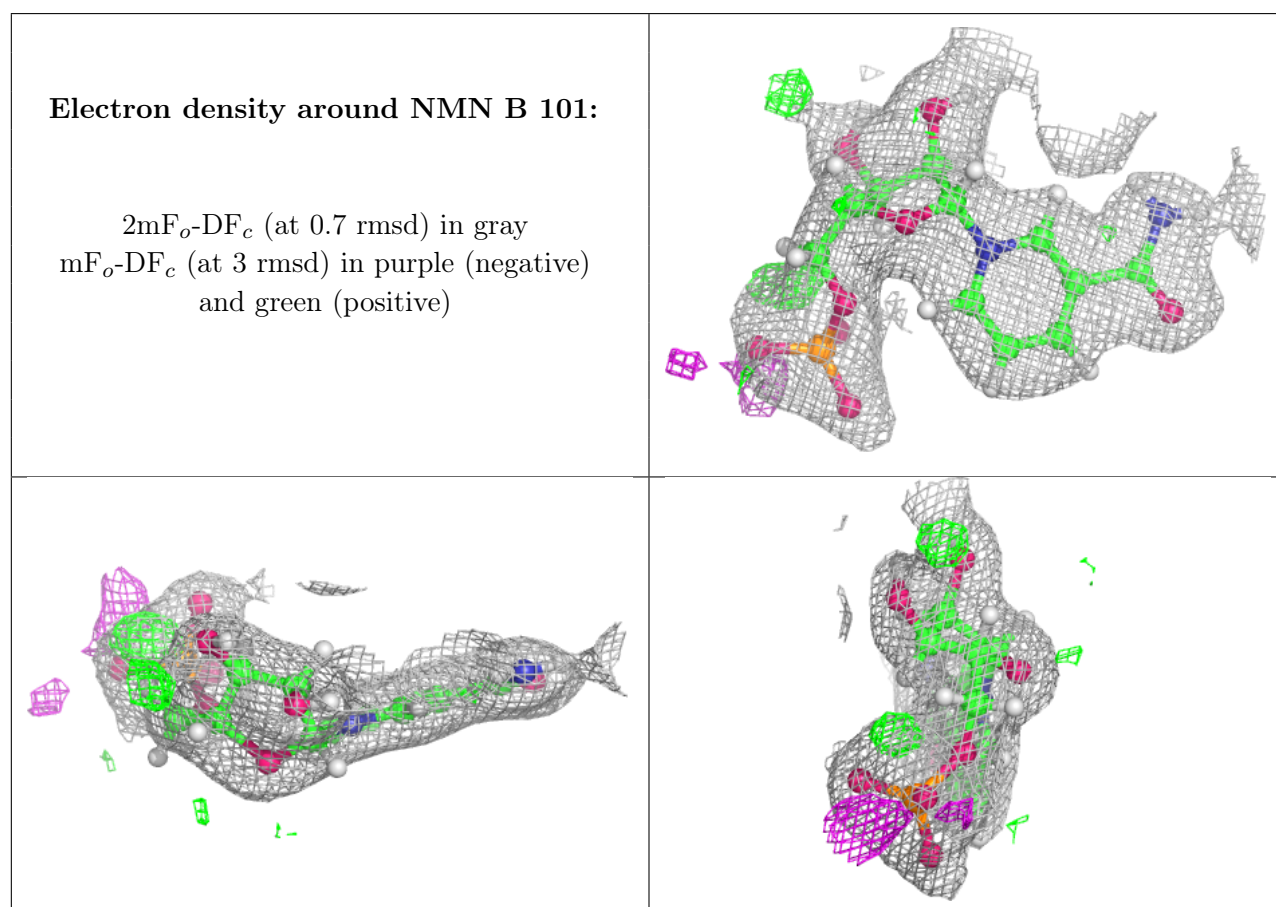 Electron density around NMN B 101:
2mFo-DFc (at 0.7 rmsd) in gray
mFo-DFc (at 3 rmsd) in purple (negative)
and green (positive)